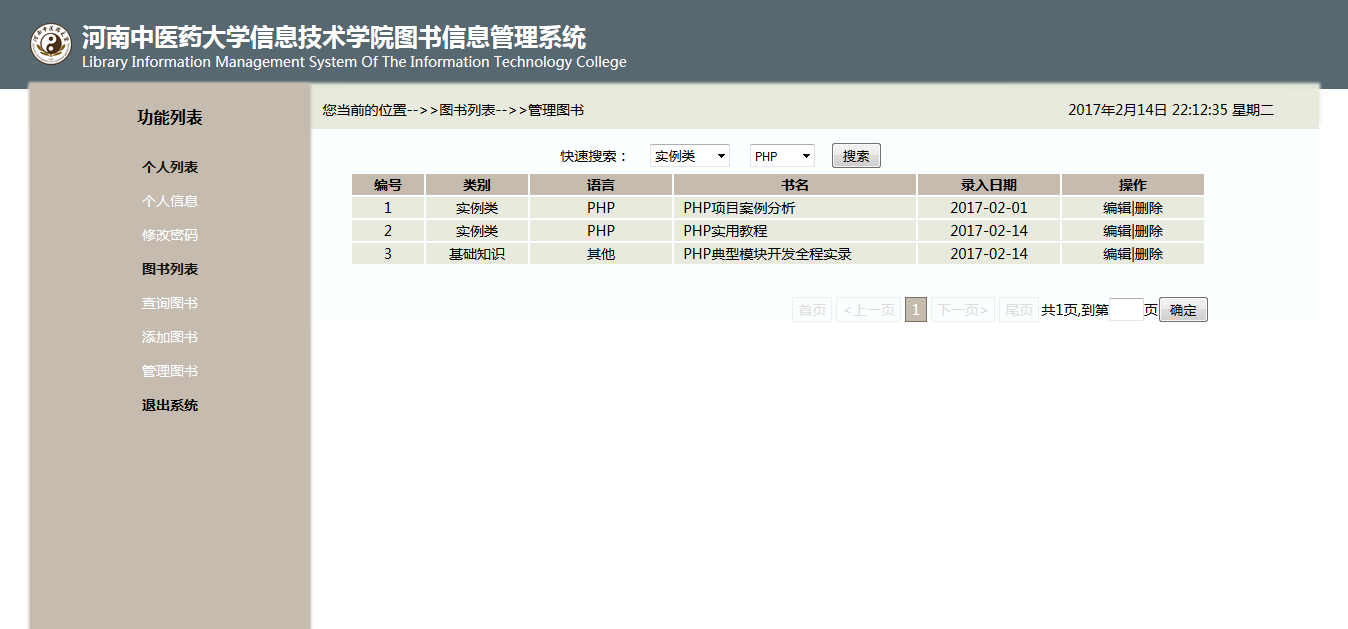 河南中医药大学信息技术学院图书信息管理系统
Library Information Management System Of The Information Technology College
功能列表
个人列表
个人信息
修改密码
图书列表
查询图书
添加图书
管理图书
退出系统
您当前的位置-->>图书列表-->>管理图书 2017年2月14日 22:12:35 星期二
快速搜索： 实例类 PHP 搜索
编号 类别 语言 书名 录入日期 操作
1 实例类 PHP PHP项目案例分析 2017-02-01 编辑|删除
2 实例类 PHP PHP实用教程 2017-02-14 编辑|删除
3 基础知识 其他 PHP典型模块开发全程实录 2017-02-14 编辑|删除
首页 <上一页 1 下一页> 尾页 共1页,到第 页 确定